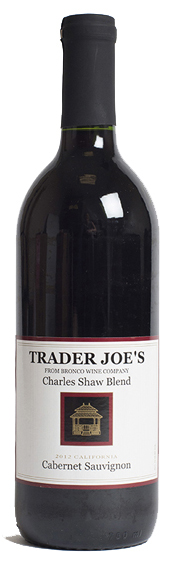 TRADER JOE'S
FROM BRONCO WINE COMPANY
Charles Shaw Blend
2013 CALIFORNIA
Cabernet Sauvignon